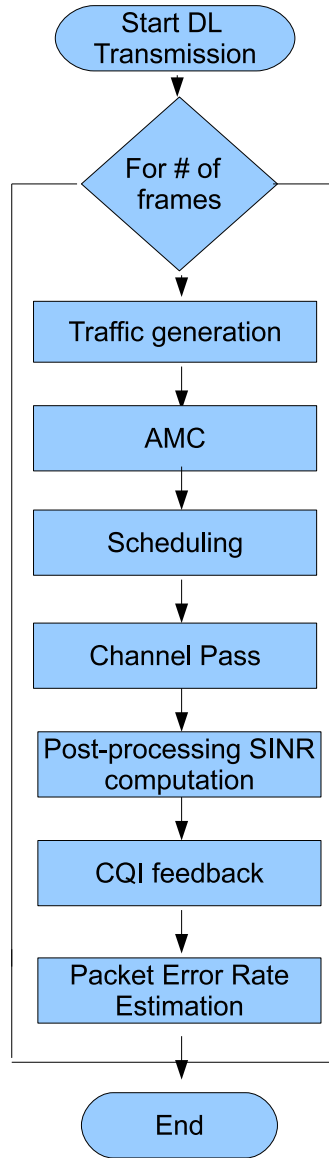 Start DL
Transmission
For # of
frames
Traffic generation
AMC
Scheduling
Channel Pass
Post-processing SINR
computation
CQI feedback
Packet Error Rate
Estimation
End